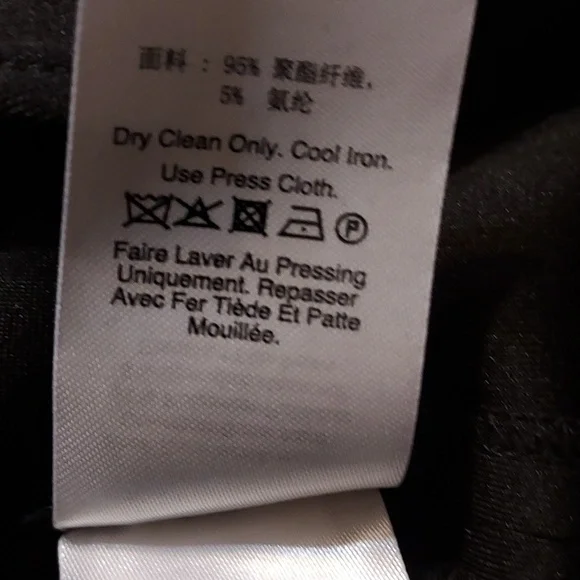 面料 : 95% 聚酯纤维,
5% 氨纶
Dry Clean Only. Cool Iron.
Use Press Cloth.
P
Faire Laver Au Pressing
Uniquement. Repasser
Avec Fer Tiède Et Patte
Mouillée.